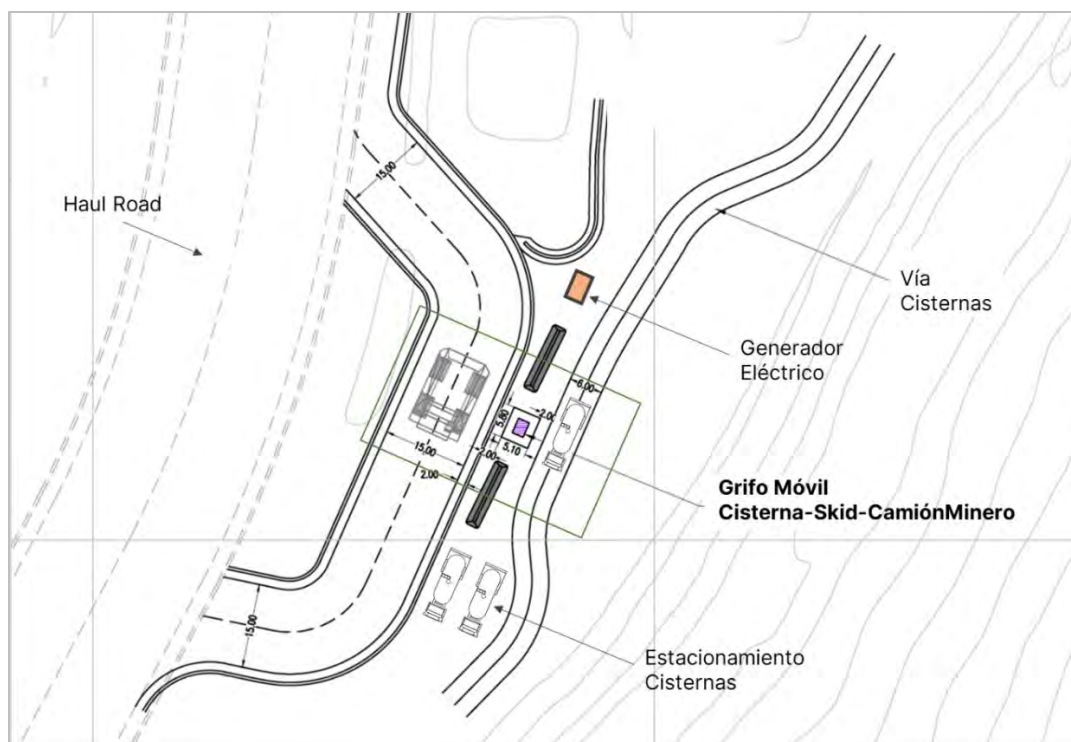 15,00
Haul Road
Vía
Cisternas
Generador
Eléctrico
6.00
2.00
5.80
5.10
15,00
2.00
2.00
Grifo Móvil
Cisterna-Skid-CamiónMinero
15,00
Estacionamiento
Cisternas